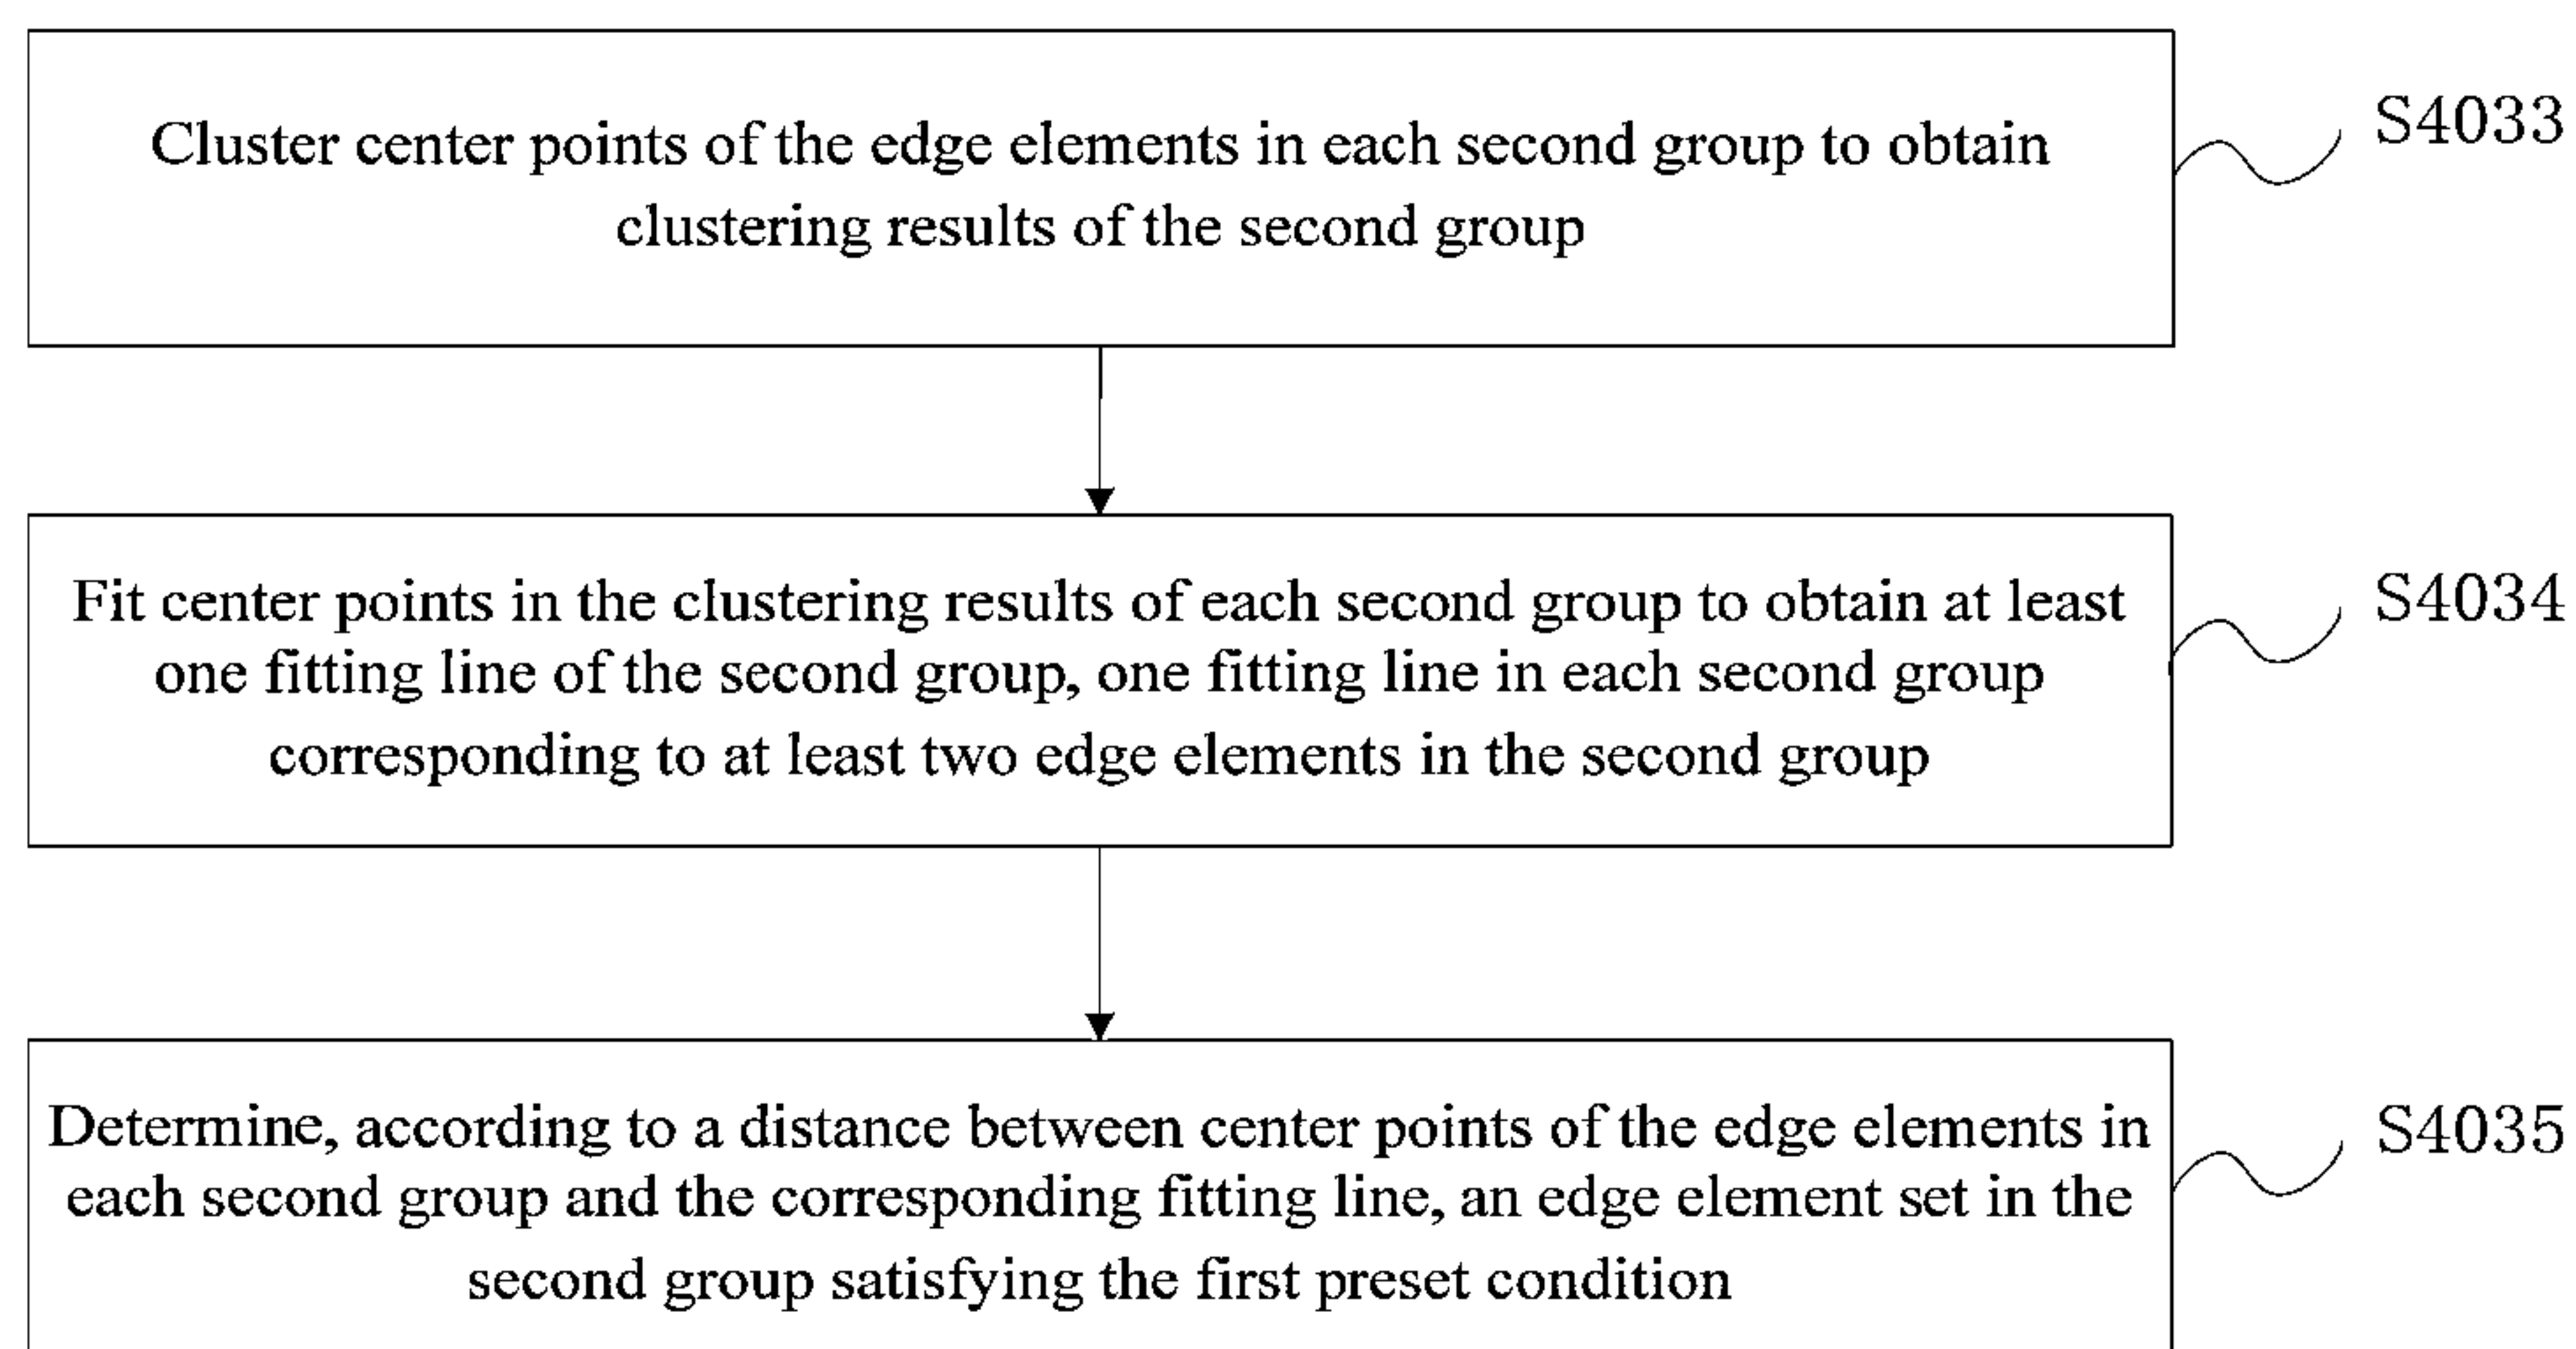 Cluster center points of the edge elements in each second group to obtain
clustering results of the second group
S4033
Fit center points in the clustering results of each second group to obtain at least
one fitting line of the second group, one fitting line in each second group
corresponding to at least two edge elements in the second group
S4034
Determine, according to a distance between center points of the edge elements in
each second group and the corresponding fitting line, an edge element set in the
second group satisfying the first preset condition
S4035